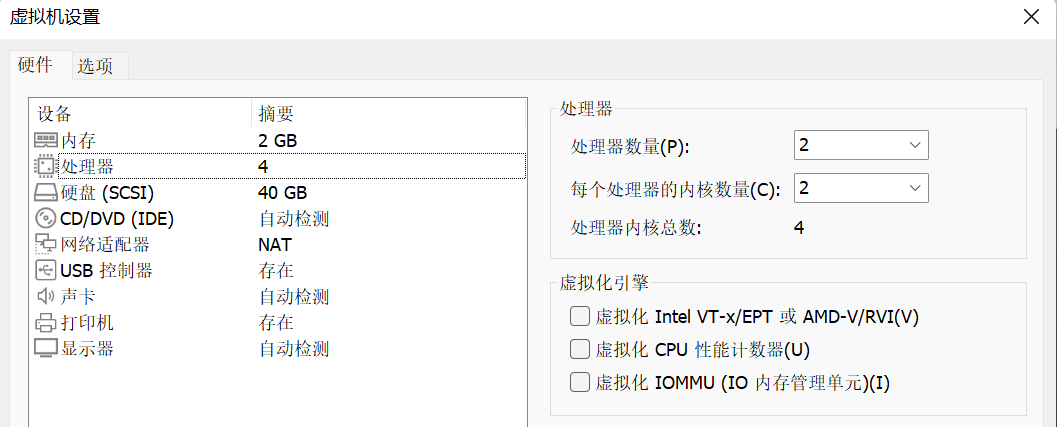 虚拟机设置
硬件 选项
设备 摘要
内存 2 GB
处理器 4
硬盘 (SCSI) 40 GB
CD/DVD (IDE) 自动检测
网络适配器 NAT
USB 控制器 存在
声卡 自动检测
打印机 存在
显示器 自动检测
处理器
处理器数量(P): 2
每个处理器的内核数量(C): 2
处理器内核总数: 4
虚拟化引擎
虚拟化 Intel VT-x/EPT 或 AMD-V/RVI(V)
虚拟化 CPU 性能计数器(U)
虚拟化 IOMMU (IO 内存管理单元)(I)